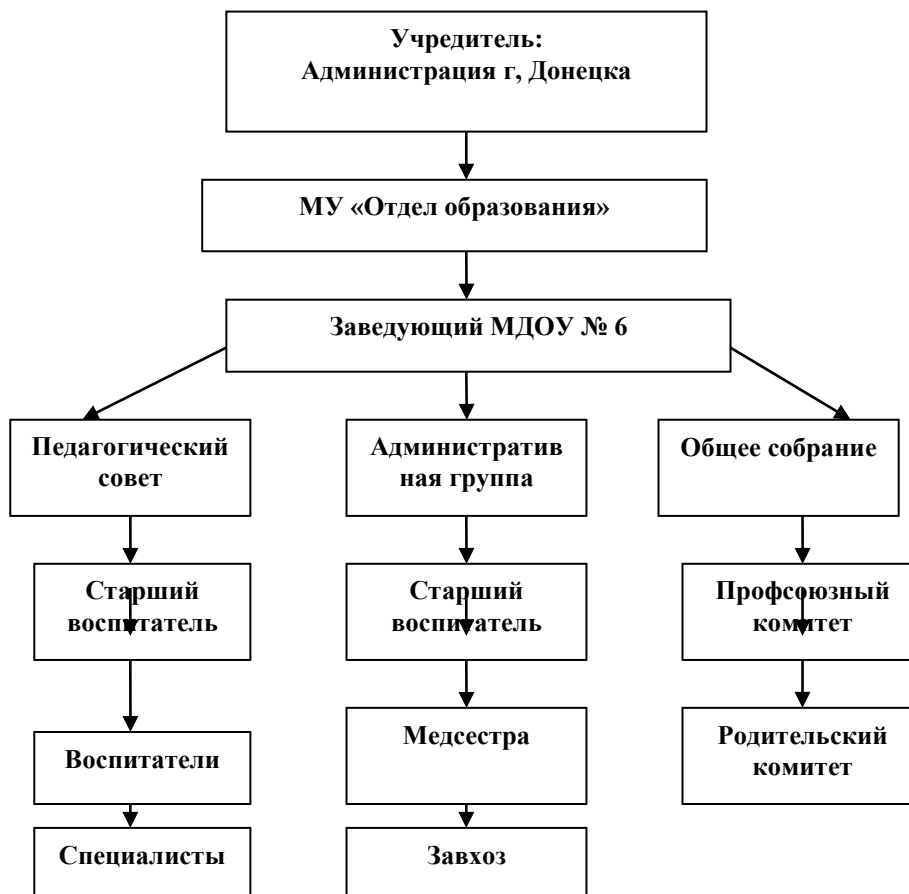 Учредитель:
Администрация г, Донецка
МУ «Отдел образования»
Заведующий МДОУ № 6
Педагогический
совет
Административ
ная группа
Общее собрание
Старший
воспитатель
Старший
воспитатель
Профсоюзный
комитет
Воспитатели
Медсестра
Родительский
комитет
Специалисты
Завхоз